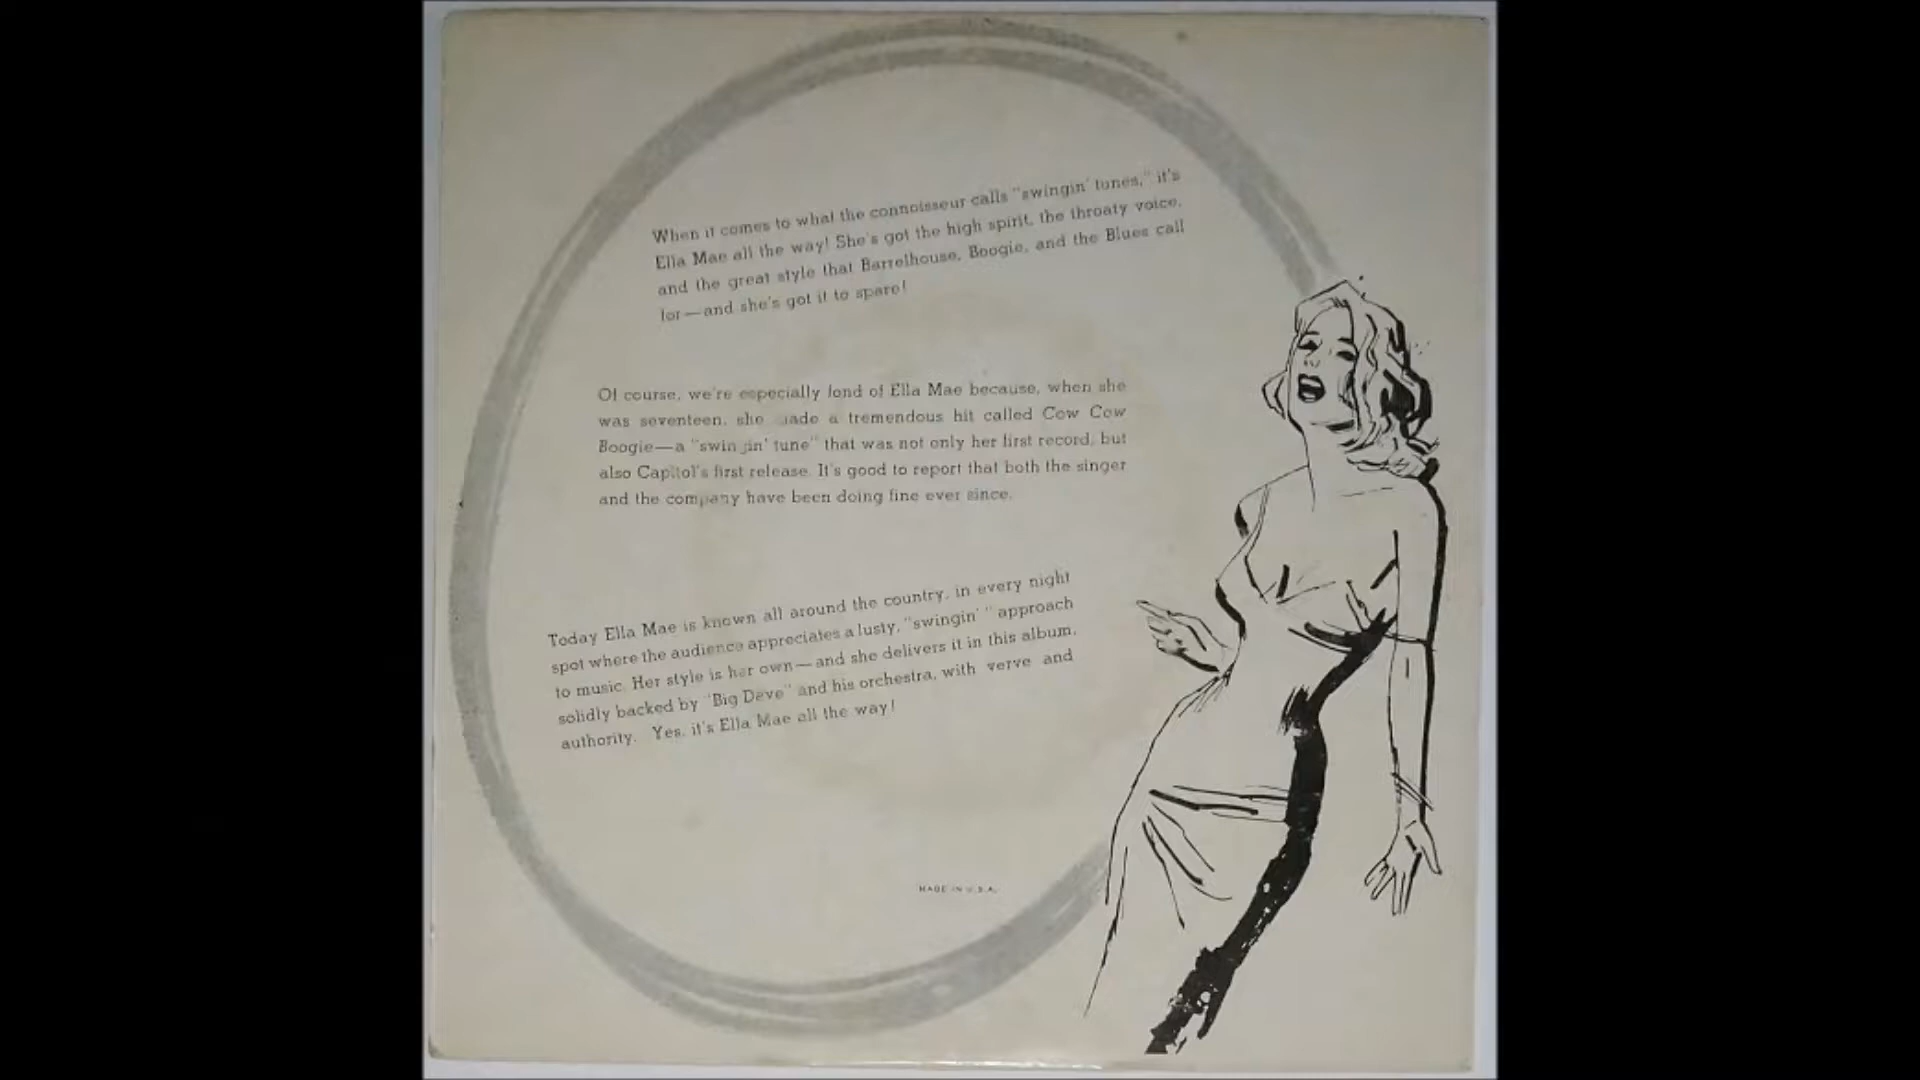 When it comes to what the connoisseur calls "swingin' tunes," it's
Ella Mae all the way! She's got the high spirit, the throaty voice,
and the great style that Barrelhouse, Boogie, and the Blues call
for—and she's got it to spare!
Of course, we're especially fond of Ella Mae because, when she
was seventeen, she made a tremendous hit called Cow Cow
Boogie—a "swingin' tune" that was not only her first record, but
also Capitol's first release. It's good to report that both the singer
and the company have been doing fine ever since.
Today Ella Mae is known all around the country, in every night
spot where the audience appreciates a lusty, "swingin' " approach
to music. Her style is her own—and she delivers it in this album,
solidly backed by "Big Dave" and his orchestra, with verve and
authority. Yes, it's Ella Mae all the way!
MADE IN U.S.A.